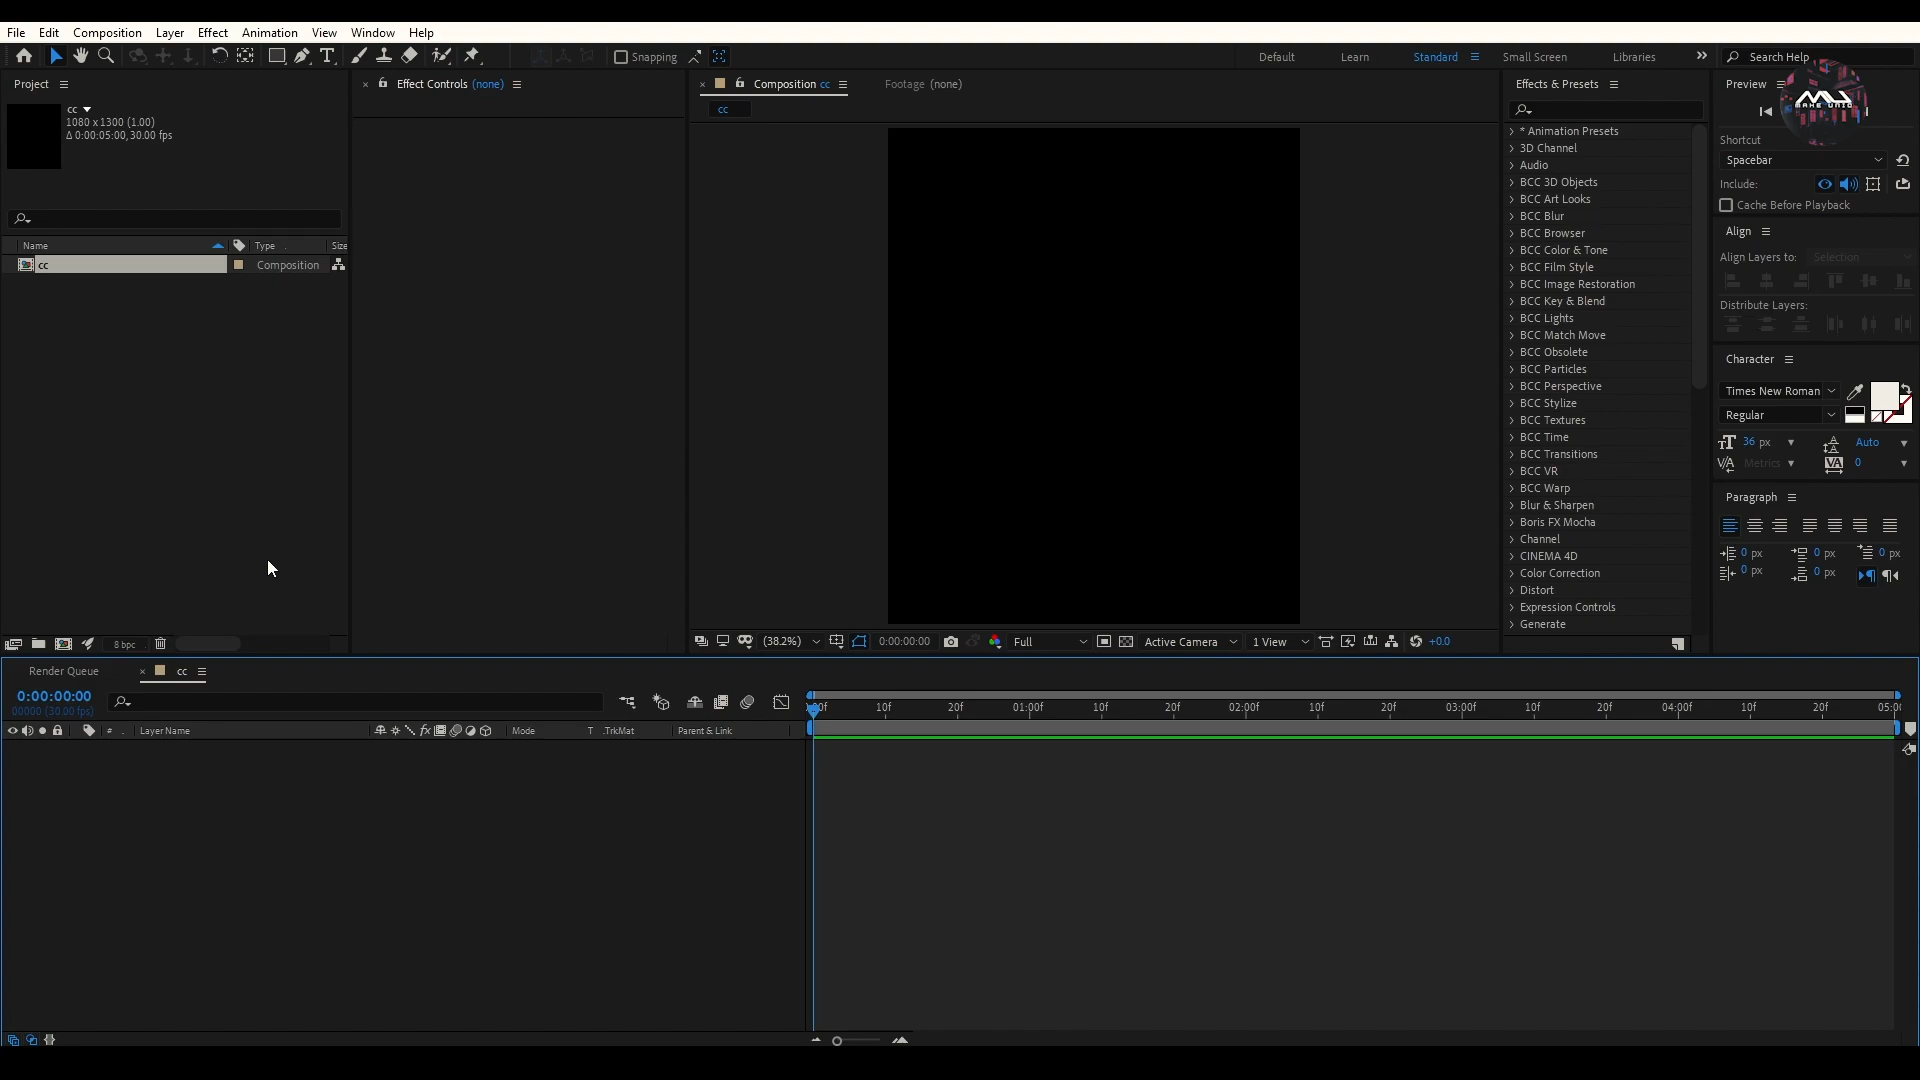 File Edit Composition Layer Effect Animation View Window Help
Snapping Default Learn Standard Small Screen Libraries Search Help
Project
cc
1080 x 1300 (1.00)
Δ 0:00:05:00, 30.00 fps
Name Type Size
cc Composition
8 bpc
Effect Controls (none)
Composition cc Footage (none)
cc
(38.2%) 0:00:00:00 Full Active Camera 1 View +0.0
Effects & Presets
* Animation Presets
3D Channel
Audio
BCC 3D Objects
BCC Art Looks
BCC Blur
BCC Browser
BCC Color & Tone
BCC Film Style
BCC Image Restoration
BCC Key & Blend
BCC Lights
BCC Match Move
BCC Obsolete
BCC Particles
BCC Perspective
BCC Stylize
BCC Textures
BCC Time
BCC Transitions
BCC VR
BCC Warp
Blur & Sharpen
Boris FX Mocha
Channel
CINEMA 4D
Color Correction
Distort
Expression Controls
Generate
Preview
Shortcut
Spacebar
Include:
Cache Before Playback
Align
Align Layers to: Selection
Distribute Layers:
Character
Times New Roman
Regular
36 px Auto
Metrics 0
Paragraph
0 px 0 px 0 px
0 px 0 px
Render Queue cc
0:00:00:00
00000 (30.00 fps)
# Layer Name Mode T .TrkMat Parent & Link
10f 20f 01:00f 10f 20f 02:00f 10f 20f 03:00f 10f 20f 04:00f 10f 20f